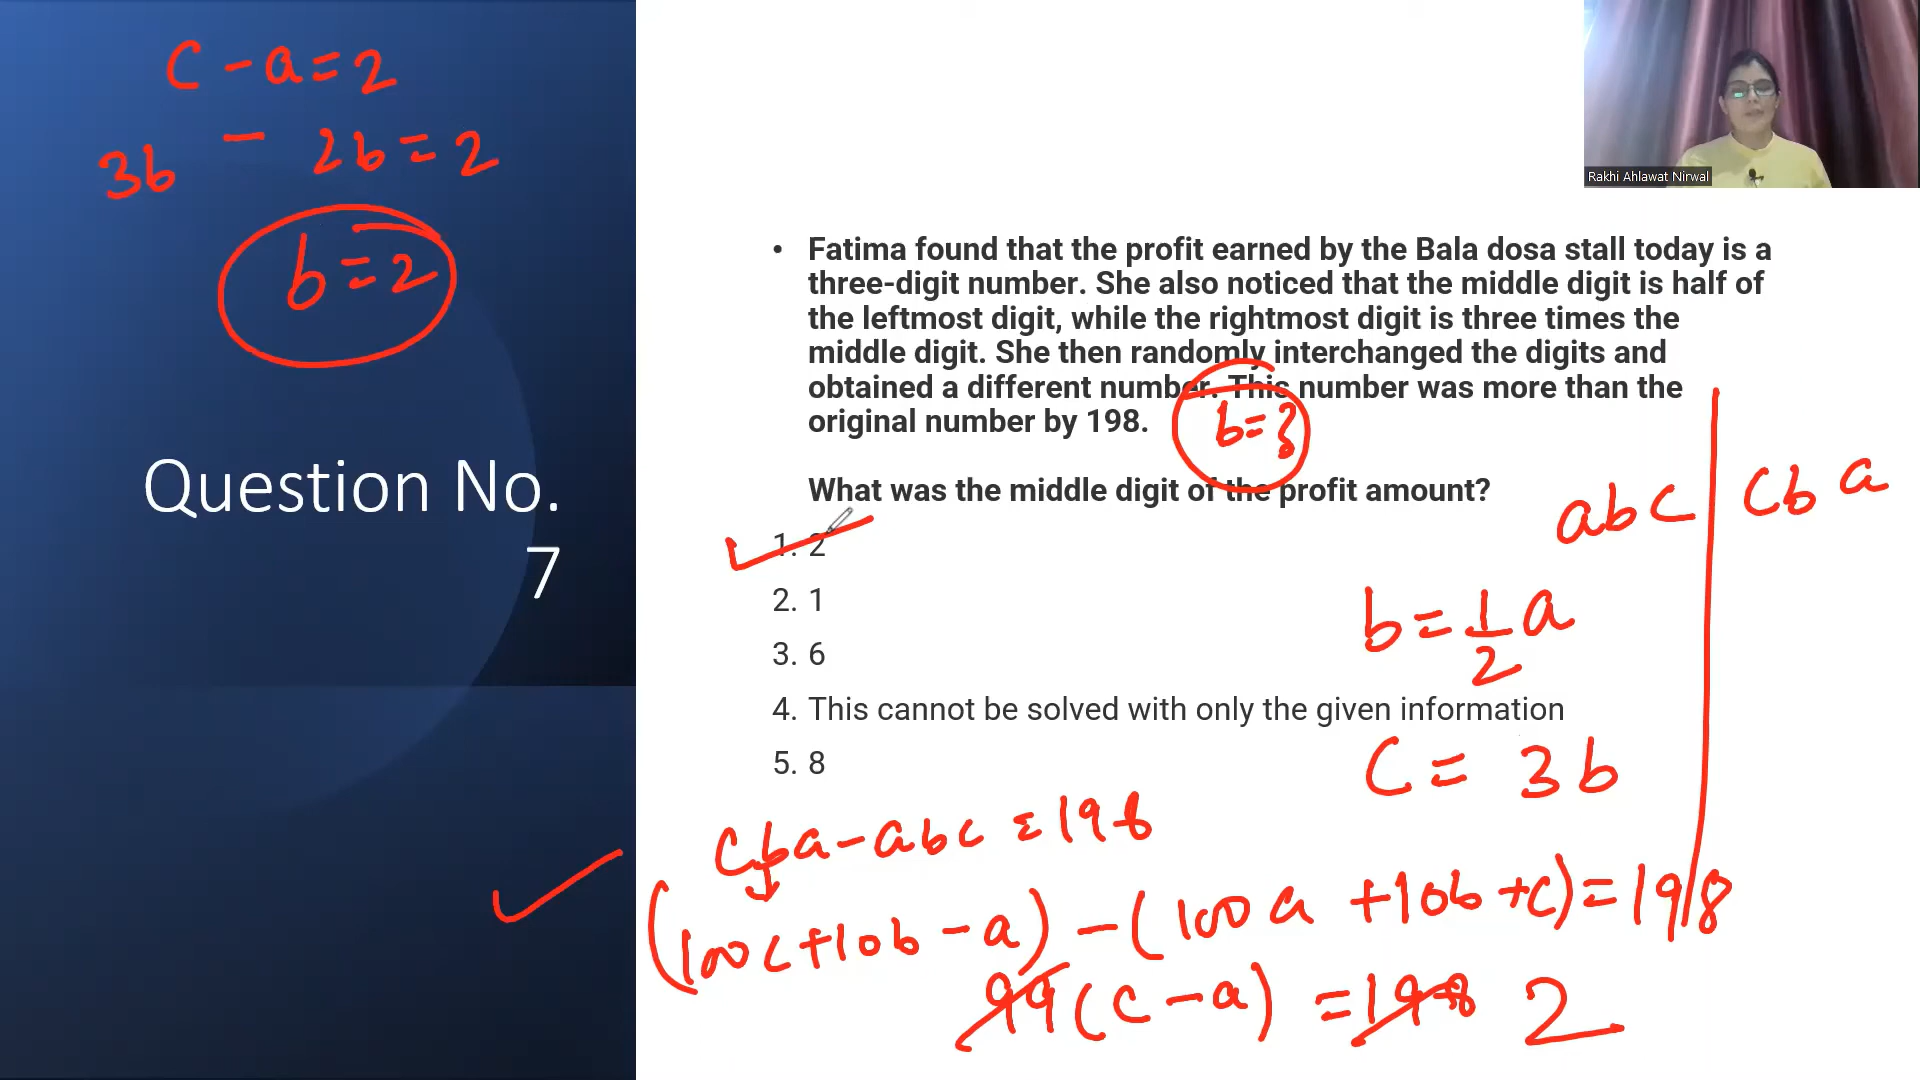 c - a = 2
3b - 2b = 2
b = 2
Question No.
7
Rakhi Ahlawat Nirwal
• Fatima found that the profit earned by the Bala dosa stall today is a
three-digit number. She also noticed that the middle digit is half of
the leftmost digit, while the rightmost digit is three times the
middle digit. She then randomly interchanged the digits and
obtained a different number. This number was more than the
original number by 198.
b = ?
What was the middle digit of the profit amount?
1. 2
2. 1
3. 6
4. This cannot be solved with only the given information
5. 8
abc | cba
b = 1/2 a
c = 3b
cba - abc = 198
(100c + 10b - a) - (100a + 10b + c) = 198
99(c - a) = 198 2